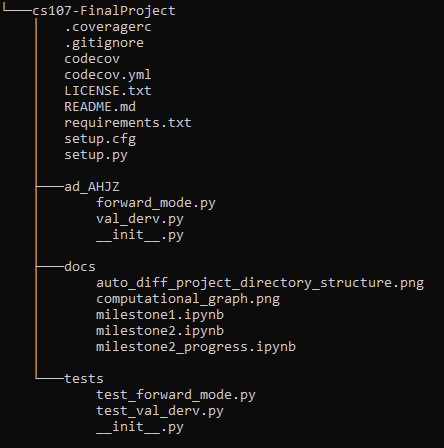 cs107-FinalProject
.coveragerc
.gitignore
codecov
codecov.yml
LICENSE.txt
README.md
requirements.txt
setup.cfg
setup.py
ad_AHJZ
forward_mode.py
val_derv.py
__init__.py
docs
auto_diff_project_directory_structure.png
computational_graph.png
milestone1.ipynb
milestone2.ipynb
milestone2_progress.ipynb
tests
test_forward_mode.py
test_val_derv.py
__init__.py